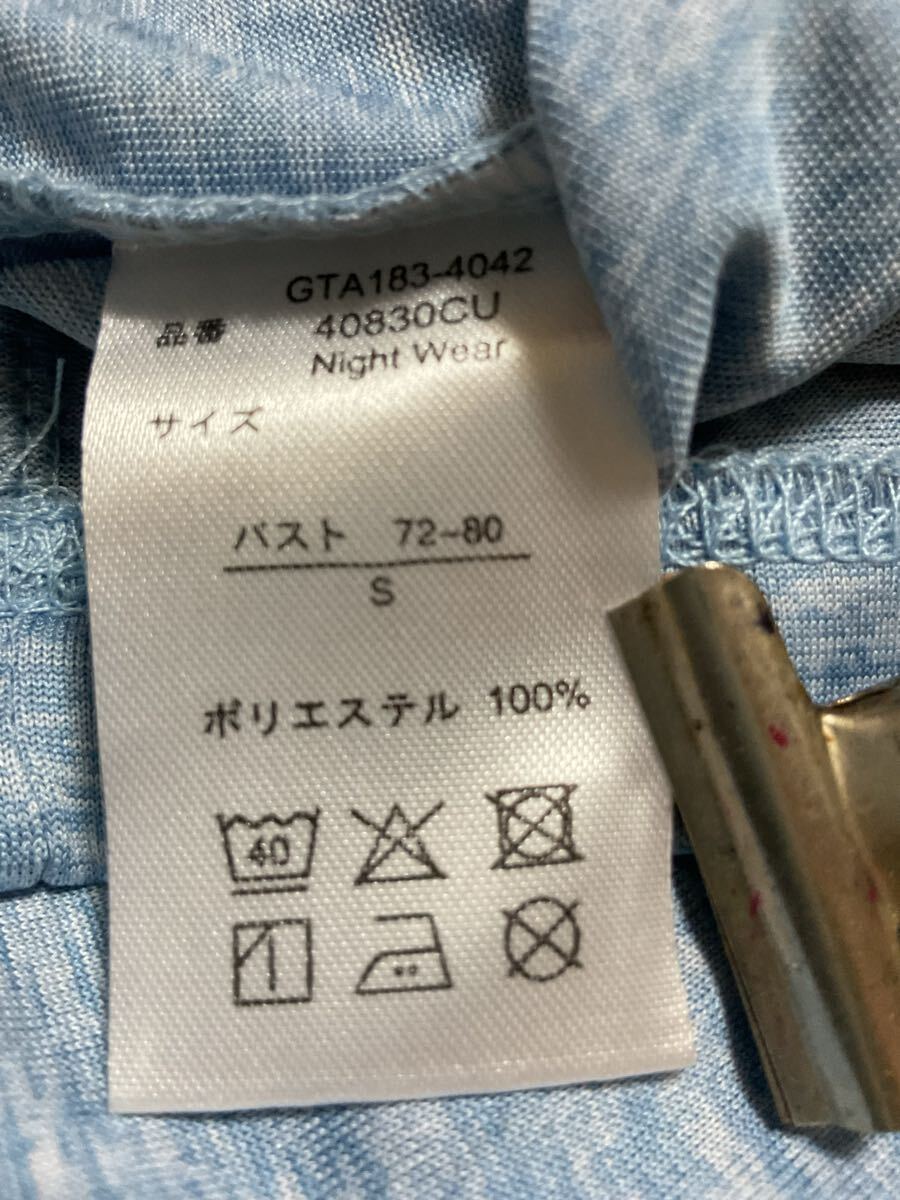 GTA183-4042
品番 40830CU
Night Wear
サイズ
バスト 72-80
S
ポリエステル 100%
40